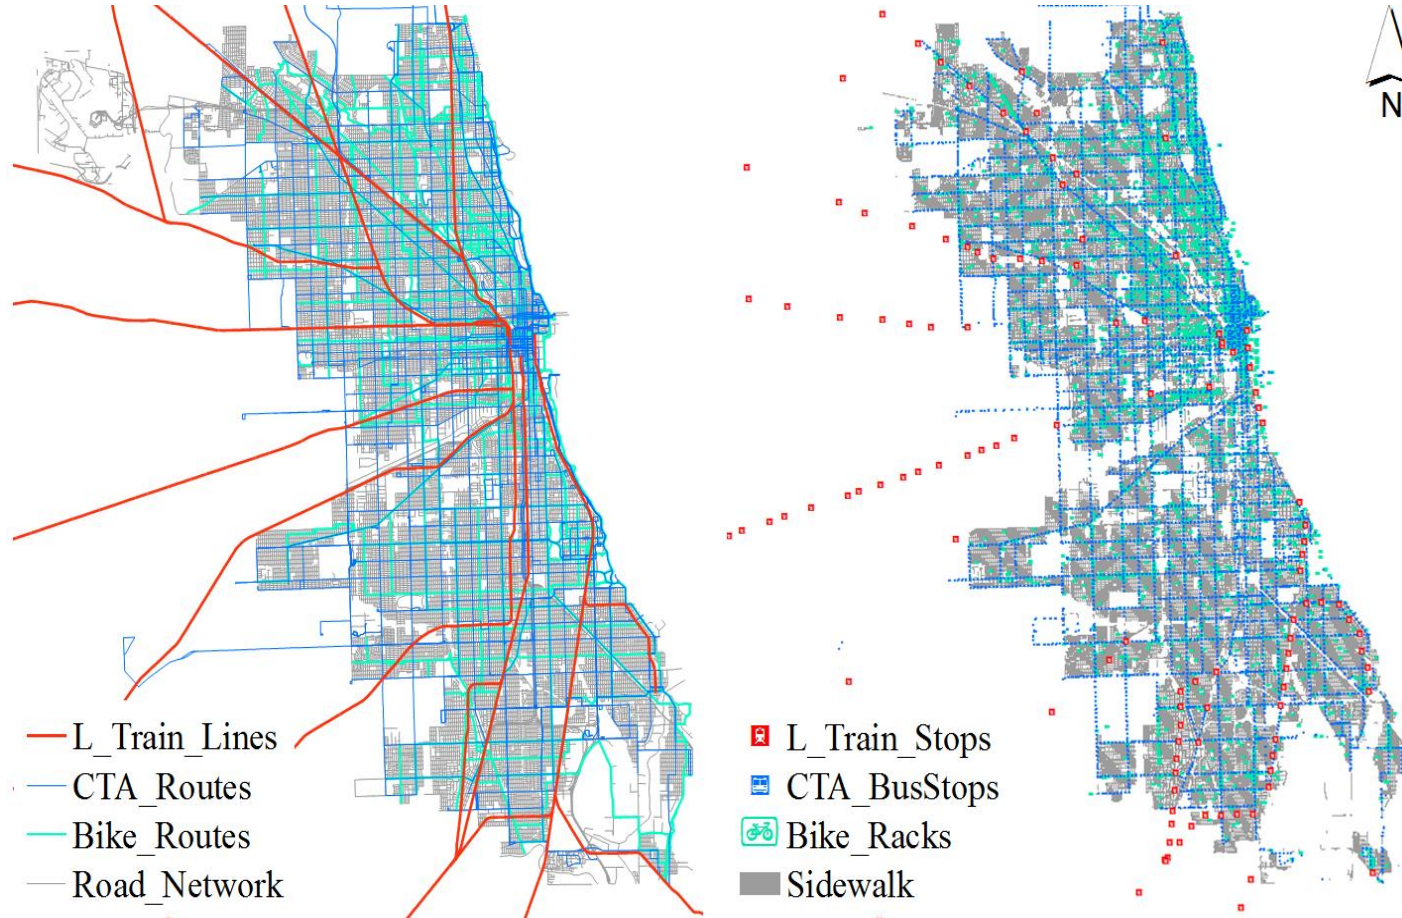 N
L_Train_Lines
CTA_Routes
Bike_Routes
Road_Network
L_Train_Stops
CTA_BusStops
Bike_Racks
Sidewalk